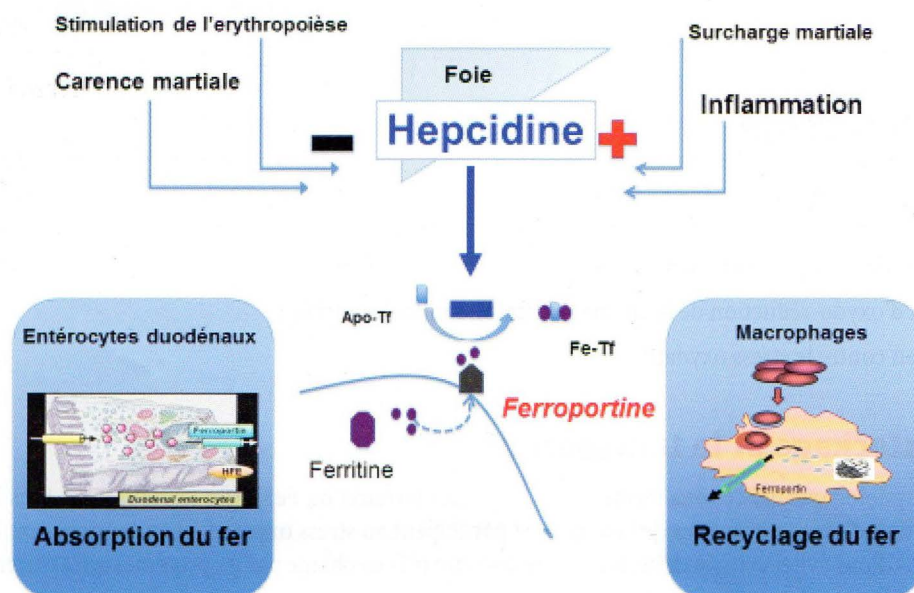 Stimulation de l'erythropoièse
Surcharge martiale
Carence martiale
Foie
Inflammation
Hepcidine
Apo-Tf
Fe-Tf
Entérocytes duodénaux
Macrophages
Ferroportine
Ferroportin
HFE
Ferritine
Ferroportin
Duodenal enterocytes
Absorption du fer
Recyclage du fer